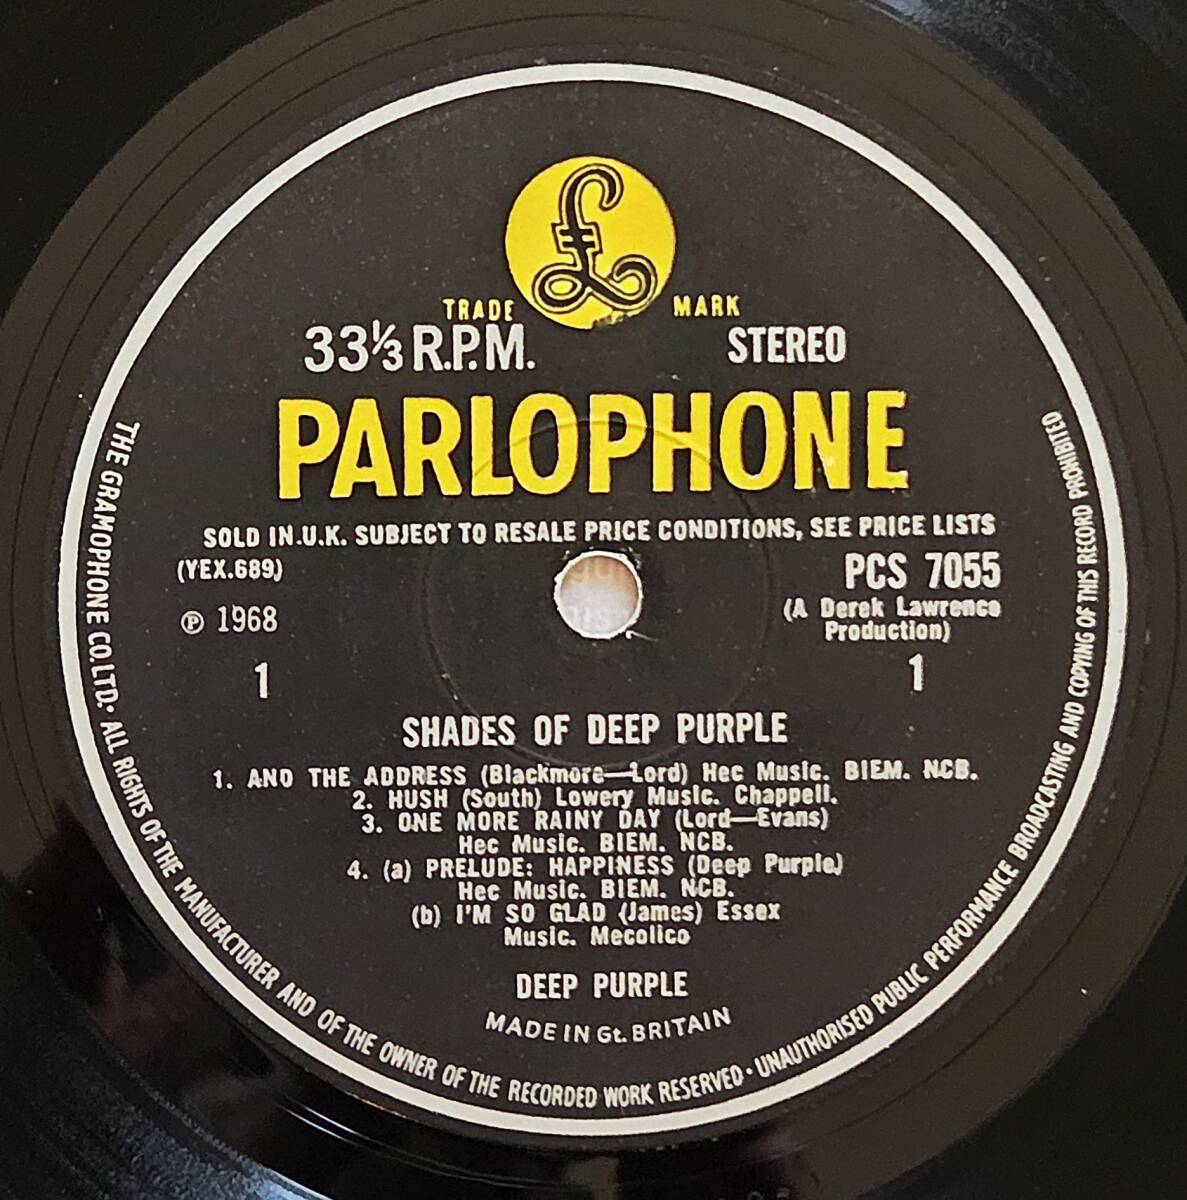 £
TRADE MARK
33⅓ R.P.M. STEREO
PARLOPHONE
SOLD IN U.K. SUBJECT TO RESALE PRICE CONDITIONS, SEE PRICE LISTS
(YEX.689) PCS 7055
℗ 1968 (A Derek Lawrence
Production)
1 1
SHADES OF DEEP PURPLE
1. AND THE ADDRESS (Blackmore—Lord) Hec Music. BIEM. NCB.
2. HUSH (South) Lowery Music. Chappell.
3. ONE MORE RAINY DAY (Lord—Evans)
Hec Music. BIEM. NCB.
4. (a) PRELUDE: HAPPINESS (Deep Purple)
Hec Music. BIEM. NCB.
(b) I'M SO GLAD (James) Essex
Music. Mecolico
DEEP PURPLE
MADE IN Gt. BRITAIN
THE GRAMOPHONE CO. LTD. • ALL RIGHTS OF THE MANUFACTURER AND OF THE OWNER OF THE RECORDED WORK RESERVED • UNAUTHORISED PUBLIC PERFORMANCE BROADCASTING AND COPYING OF THIS RECORD PROHIBITED